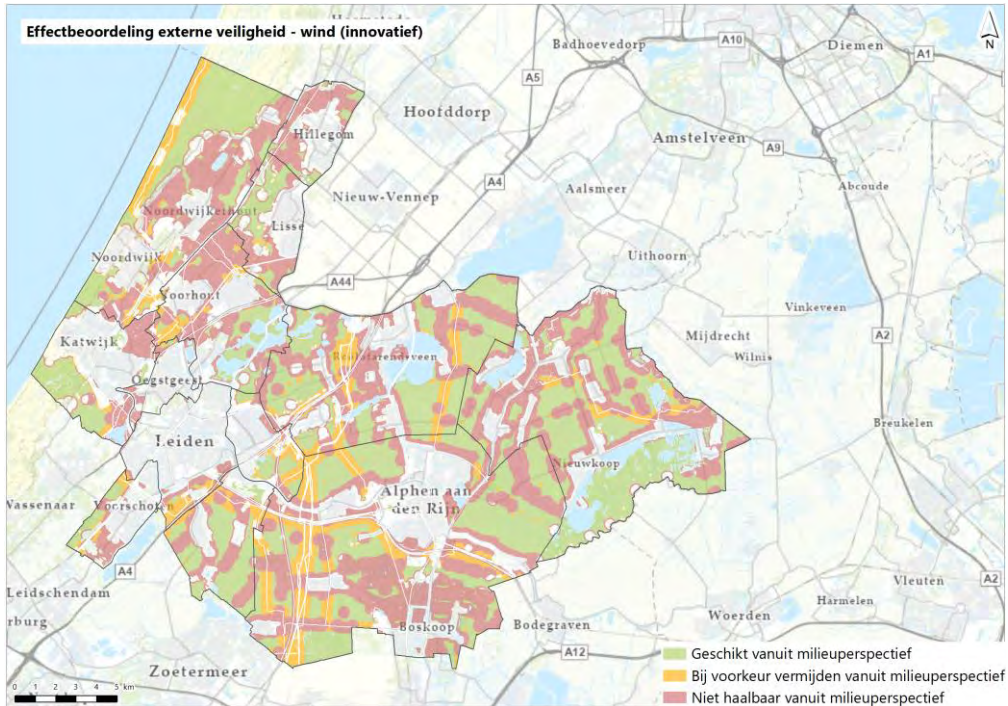 Effectbeoordeling externe veiligheid - wind (innovatief)
Badhoevedorp
A10
Diemen
A1
N
A5
Hoofddorp
Hillegom
Amstelveen
A9
A4
Nieuw-Vennep
Aalsmeer
Abcoude
Noordwijkerhout
Lisse
Uithoorn
Noordwijk
A44
Voorhout
Vinkeveen
Katwijk
Mijdrecht
Wilnis
A2
Roelofarendsveen
Oegstgeest
Breukelen
Leiden
Nieuwkoop
Alphen aan
den Rijn
Wassenaar
Voorschoten
A4
A2
Leidschendam
Vleuten
Harmelen
Woerden
Boskoop
Bodegraven
A12
Zoetermeer
Geschikt vanuit milieuperspectief
Bij voorkeur vermijden vanuit milieuperspectief
Niet haalbaar vanuit milieuperspectief
0 1 2 3 4 5 km